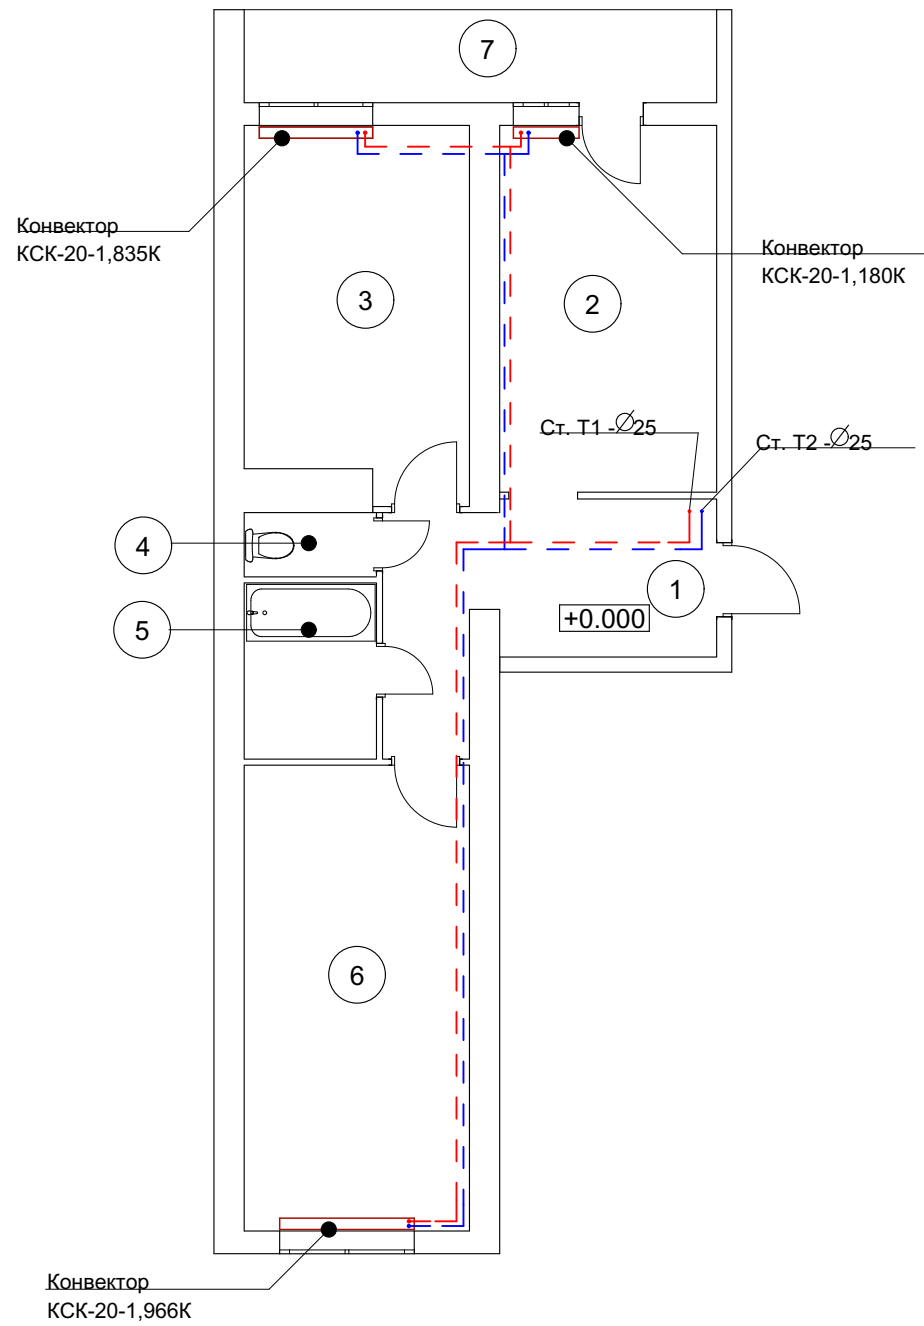 7
Конвектор
КСК-20-1,835К
Конвектор
КСК-20-1,180К
3
2
Ст. Т1 -∅25
Ст. Т2 -∅25
4
1
5
+0.000
6
Конвектор
КСК-20-1,966К